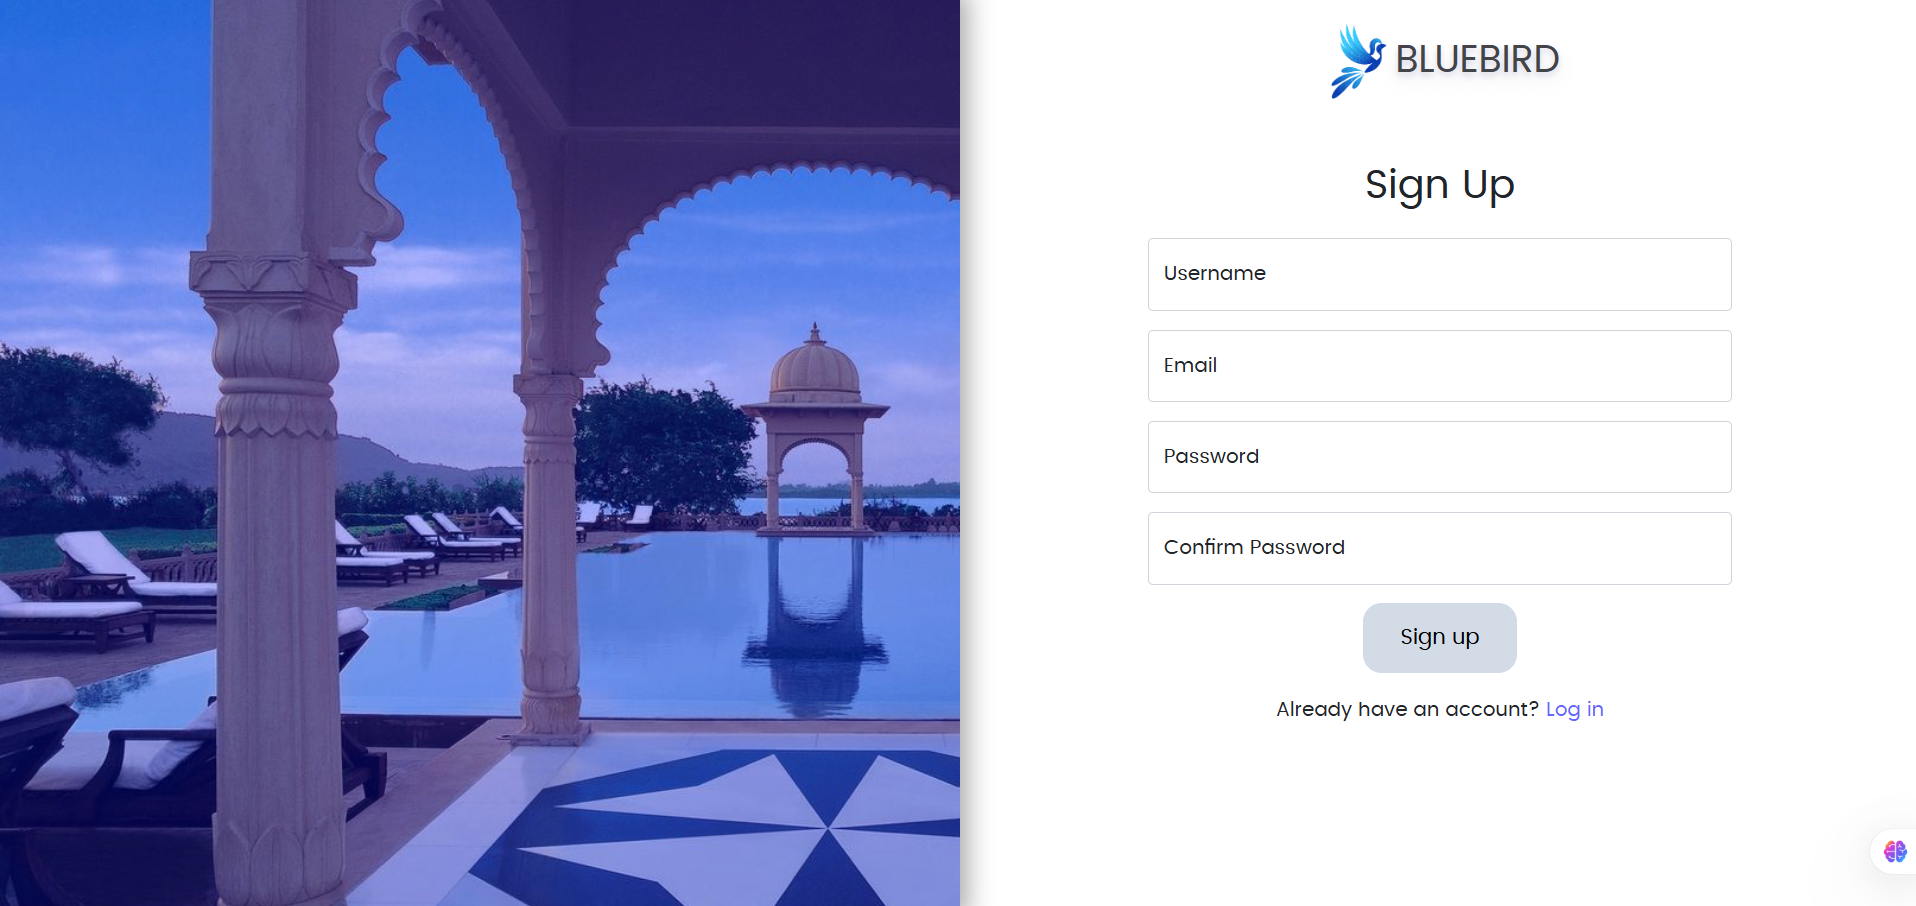 BLUEBIRD
Sign Up
Username
Email
Password
Confirm Password
Sign up
Already have an account? Log in